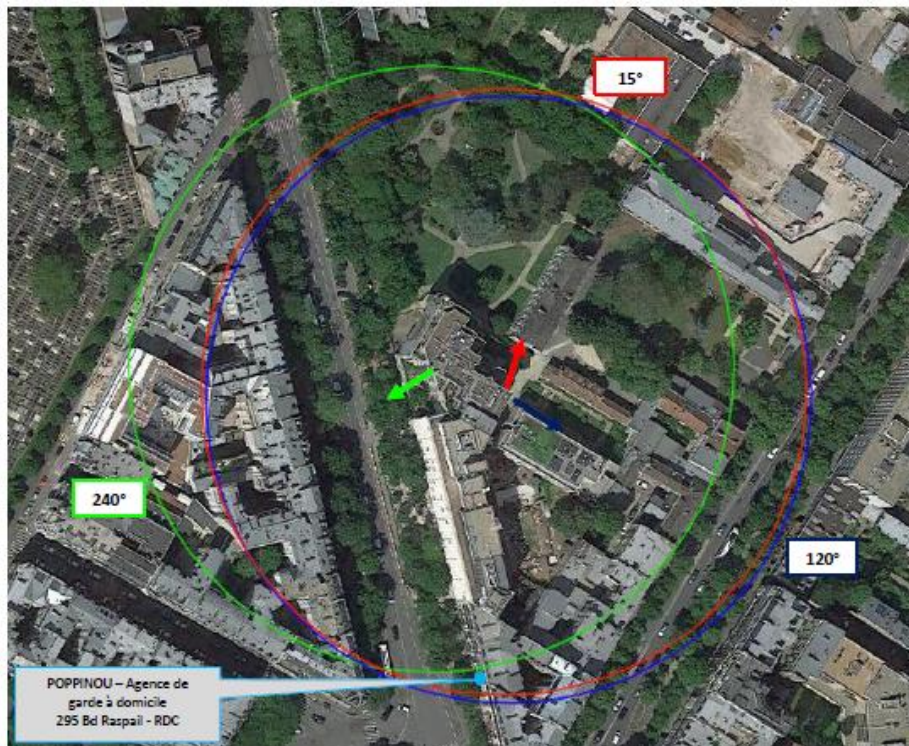 15°
240°
120°
POPPINOU – Agence de
garde à domicile
295 Bd Raspail - RDC